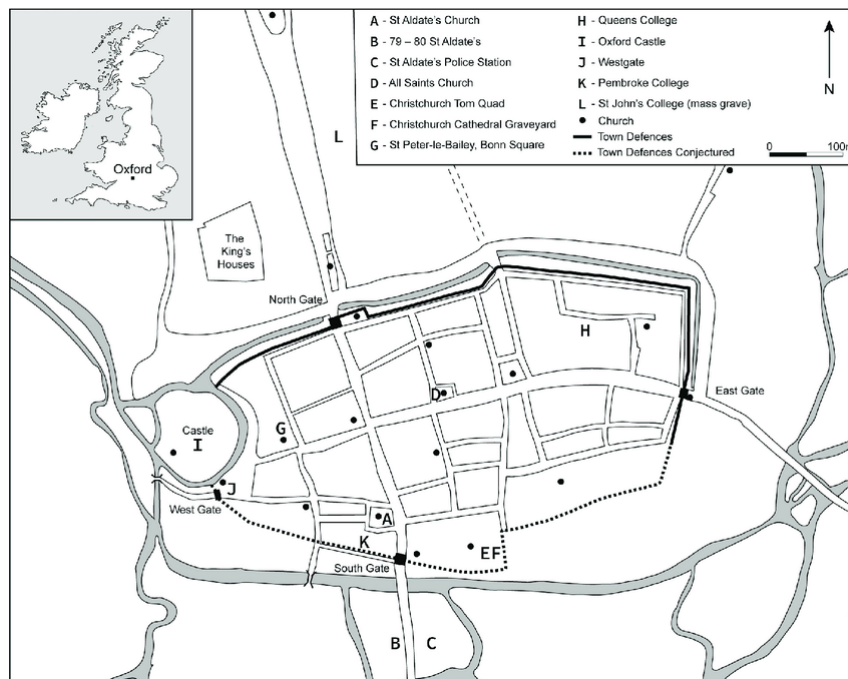 A - St Aldate's Church
B - 79 – 80 St Aldate's
C - St Aldate's Police Station
D - All Saints Church
E - Christchurch Tom Quad
F - Christchurch Cathedral Graveyard
G - St Peter-le-Bailey, Bonn Square
H - Queens College
I - Oxford Castle
J - Westgate
K - Pembroke College
L - St John's College (mass grave)
Church
Town Defences
Town Defences Conjectured
N
0 100m
Oxford
L
The
King's
Houses
North Gate
H
D
East Gate
G
Castle
I
J
West Gate
A
K
EF
South Gate
B C